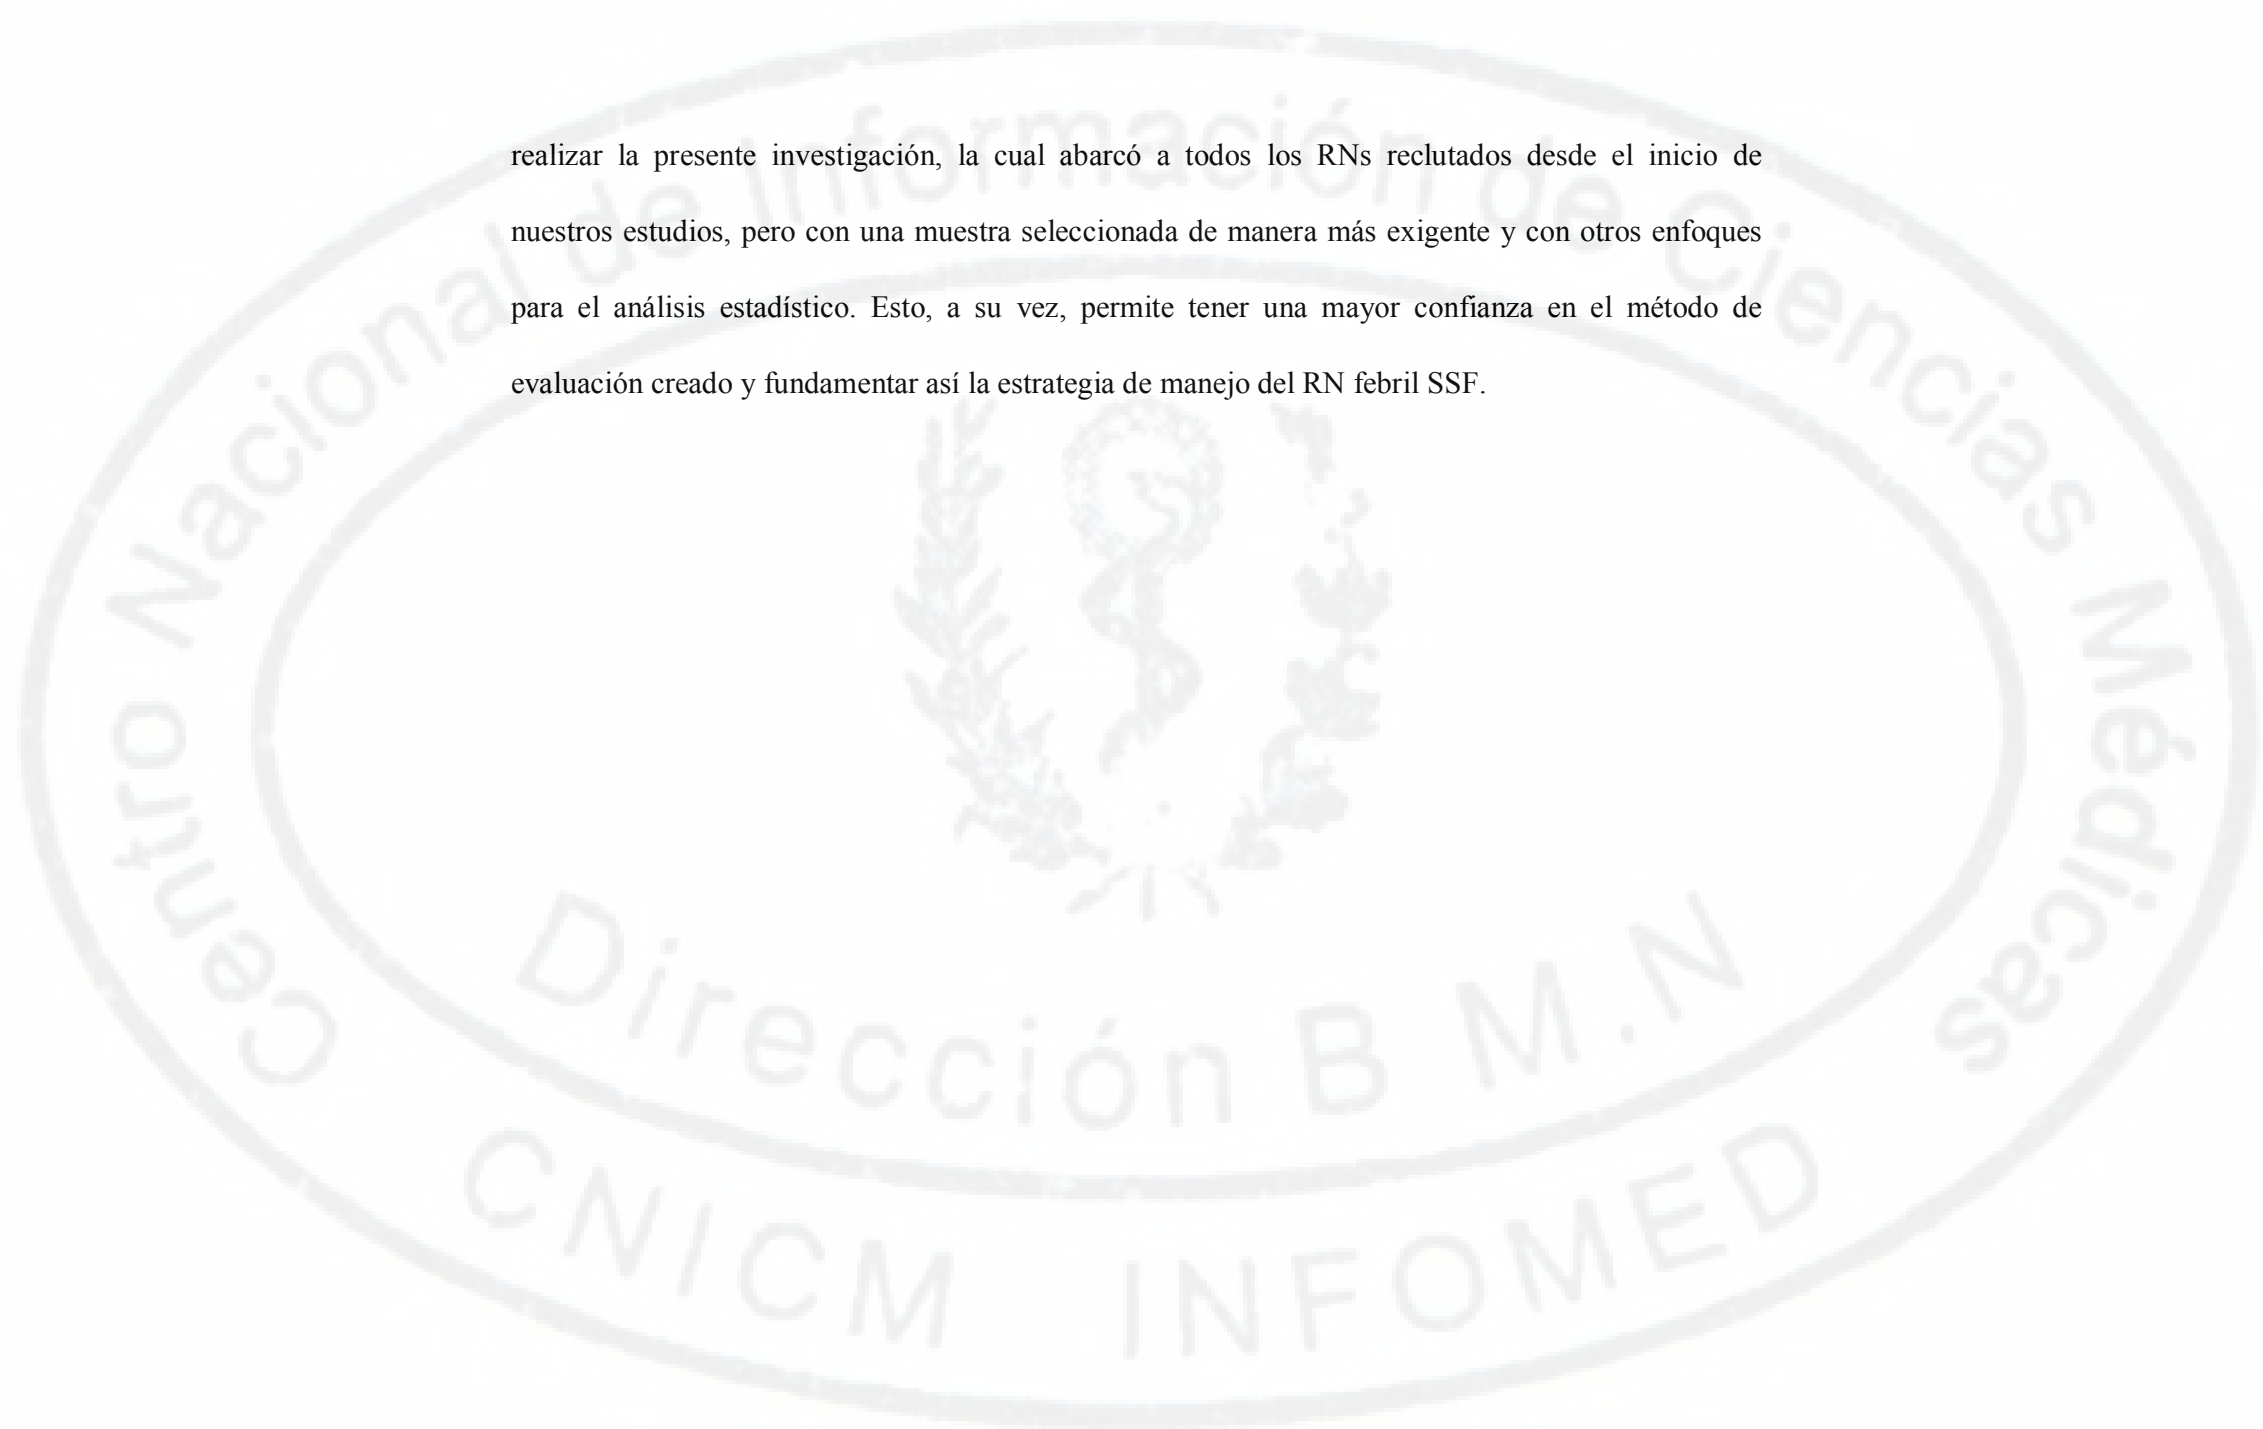 realizar la presente investigación, la cual abarcó a todos los RNs reclutados desde el inicio de
nuestros estudios, pero con una muestra seleccionada de manera más exigente y con otros enfoques
para el análisis estadístico. Esto, a su vez, permite tener una mayor confianza en el método de
evaluación creado y fundamentar así la estrategia de manejo del RN febril SSF.
Centro Nacional de Información de Ciencias Médicas
Dirección B M.N
CNICM INFOMED